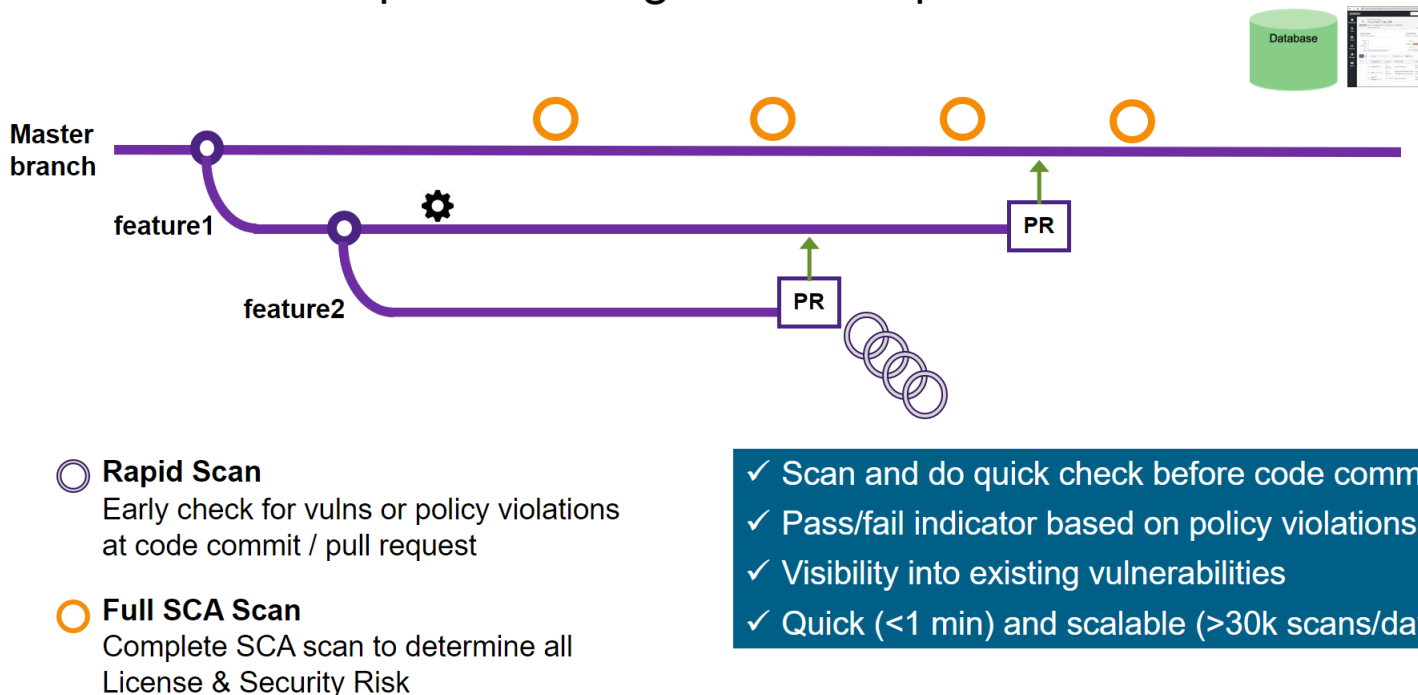 Database
Master
branch
feature1
PR
feature2
PR
Rapid Scan
Early check for vulns or policy violations
at code commit / pull request
Full SCA Scan
Complete SCA scan to determine all
License & Security Risk
✓ Scan and do quick check before code comm
✓ Pass/fail indicator based on policy violations
✓ Visibility into existing vulnerabilities
✓ Quick (<1 min) and scalable (>30k scans/da